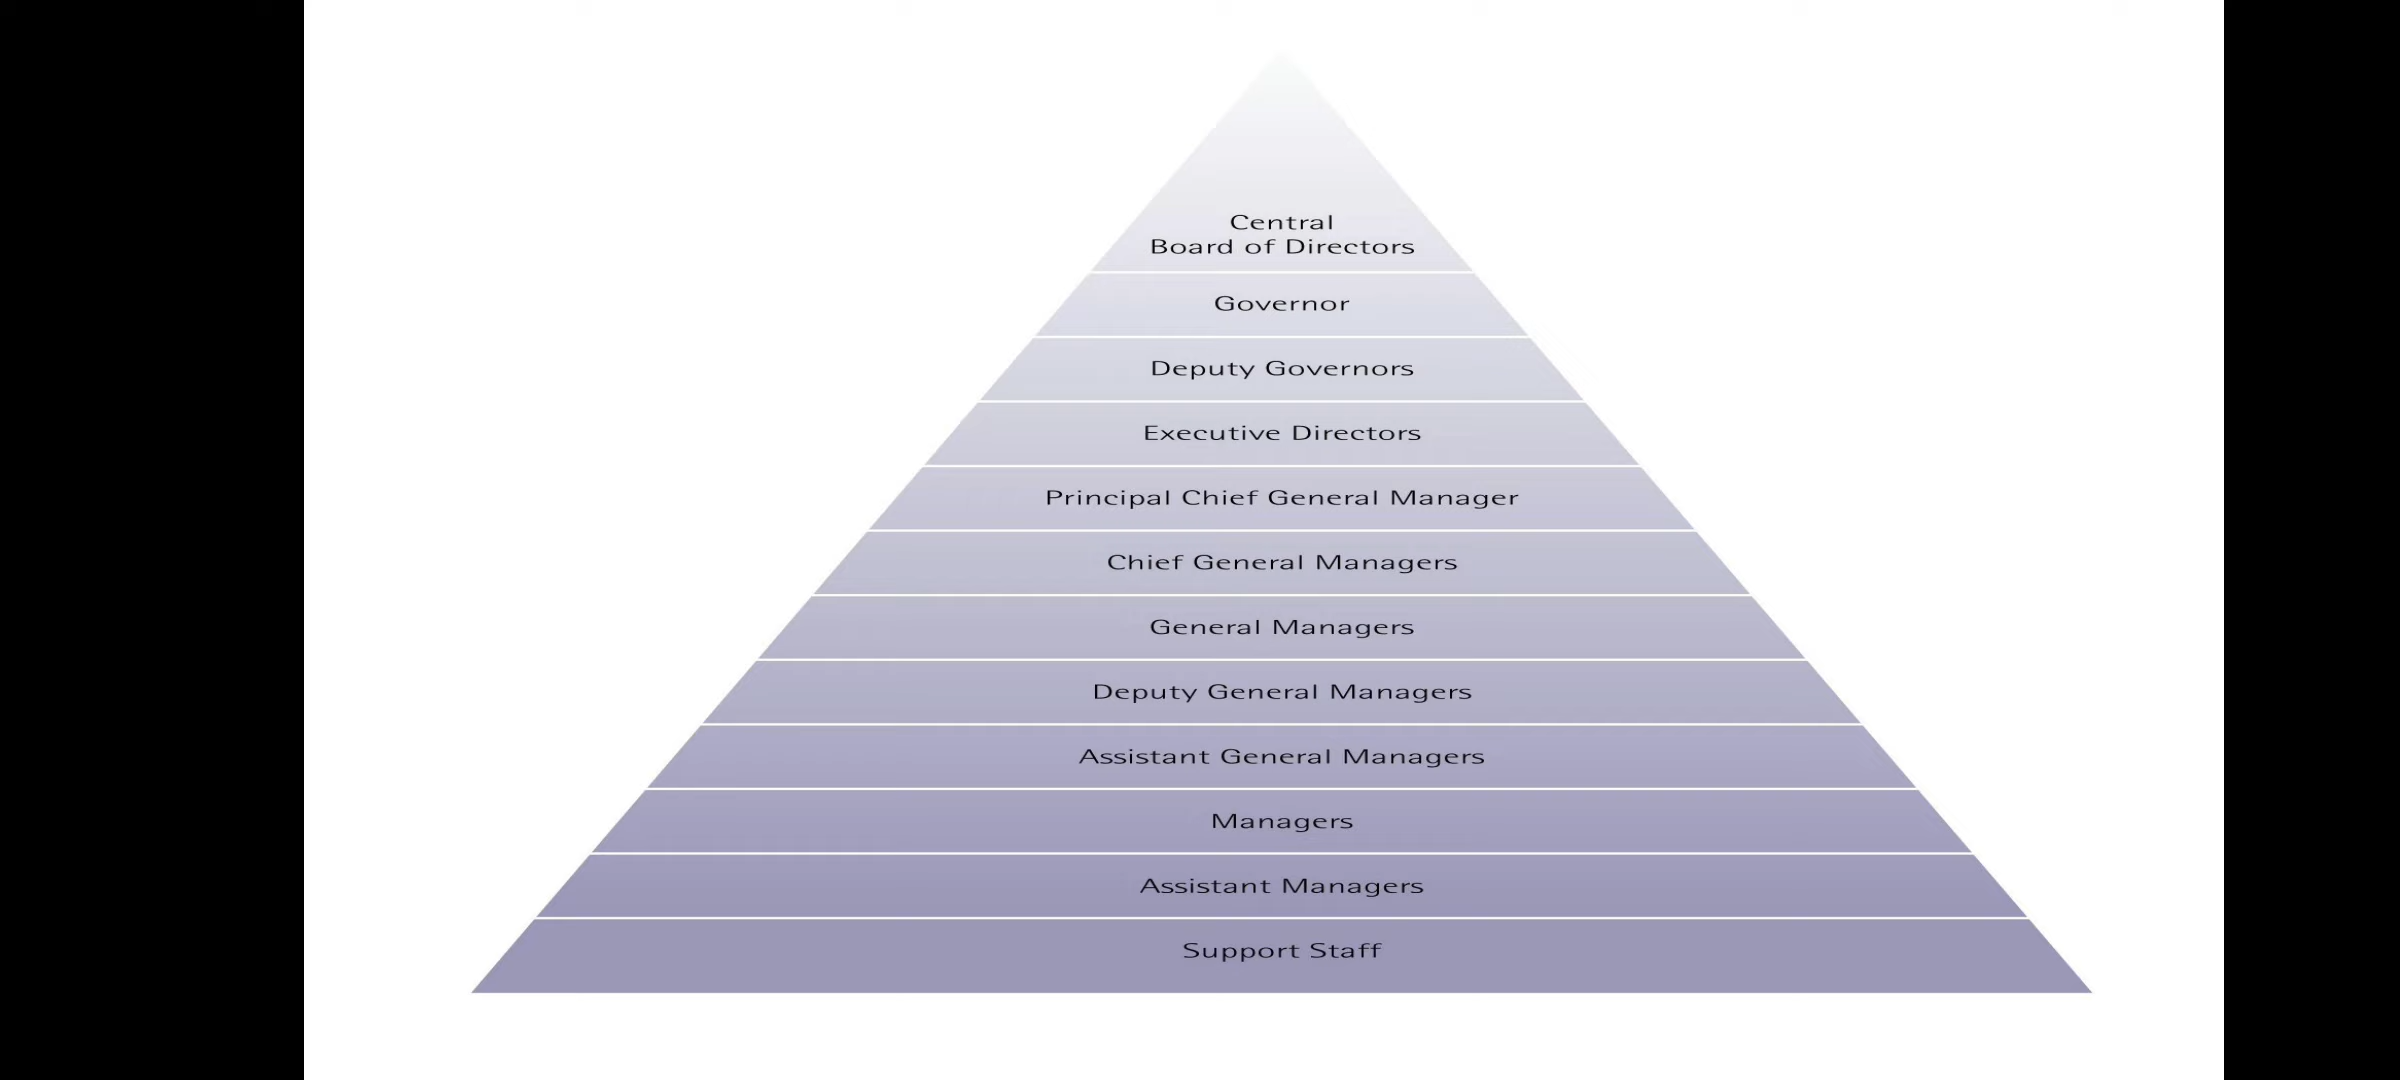 Central
Board of Directors
Governor
Deputy Governors
Executive Directors
Principal Chief General Manager
Chief General Managers
General Managers
Deputy General Managers
Assistant General Managers
Managers
Assistant Managers
Support Staff